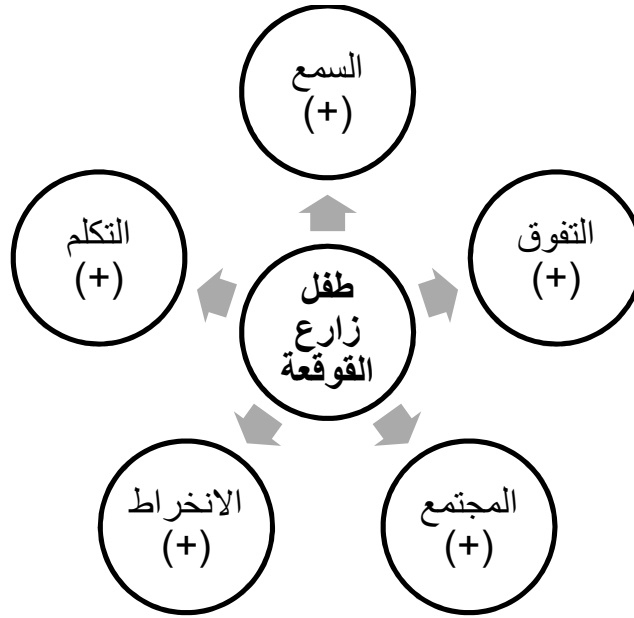 السمع
(+)
التفوق
(+)
التكلم
(+)
طفل
زارع
القوقعة
المجتمع
(+)
الانخراط
(+)